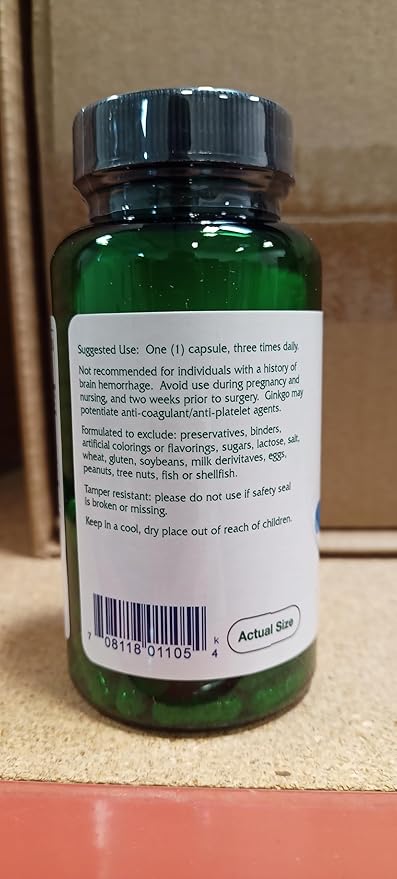 Suggested Use: One (1) capsule, three times daily.
Not recommended for individuals with a history of
brain hemorrhage. Avoid use during pregnancy and
nursing, and two weeks prior to surgery. Ginkgo may
potentiate anti-coagulant/anti-platelet agents.
Formulated to exclude: preservatives, binders,
artificial colorings or flavorings, sugars, lactose, salt,
wheat, gluten, soybeans, milk derivitaves, eggs,
peanuts, tree nuts, fish or shellfish.
Tamper resistant: please do not use if safety seal
is broken or missing.
Keep in a cool, dry place out of reach of children.
7 08118 01105 k 4
Actual Size